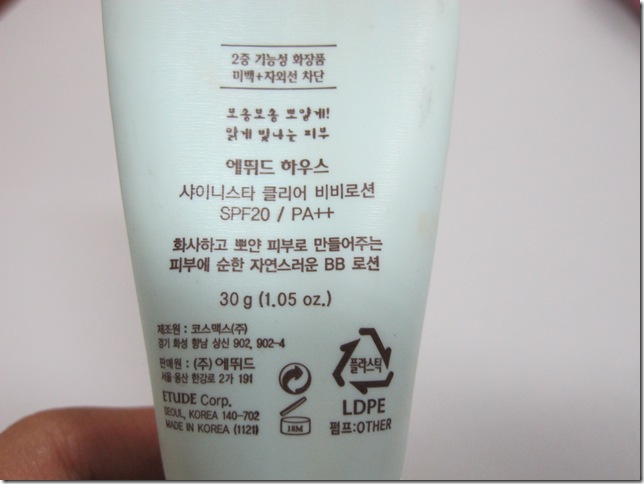 2중 기능성 화장품
미백+자외선 차단
보송보송 뽀얗게!
맑게 빛나는 피부
에뛰드 하우스
샤이니스타 클리어 비비로션
SPF20 / PA++
화사하고 뽀얀 피부로 만들어주는
피부에 순한 자연스러운 BB 로션
30 g (1.05 oz.)
제조원 : 코스맥스(주)
경기 화성 향남 상신 902, 902-4
판매원 : (주) 에뛰드
서울 용산 한강로 2가 191
ETUDE Corp.
SEOUL, KOREA 140-702
MADE IN KOREA (1121)
18M
플라스틱
LDPE
펌프:OTHER